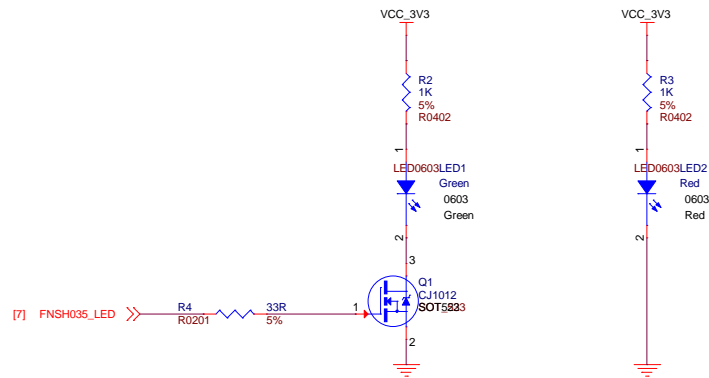 VCC_3V3
VCC_3V3
R2
1K
5%
R0402
R3
1K
5%
R0402
1
1
LED0603LED1
Green
0603
Green
LED0603LED2
Red
0603
Red
2
2
3
Q1
CJ1012
[7] FNSH035_LED
R4
R0201
33R
5%
1
2